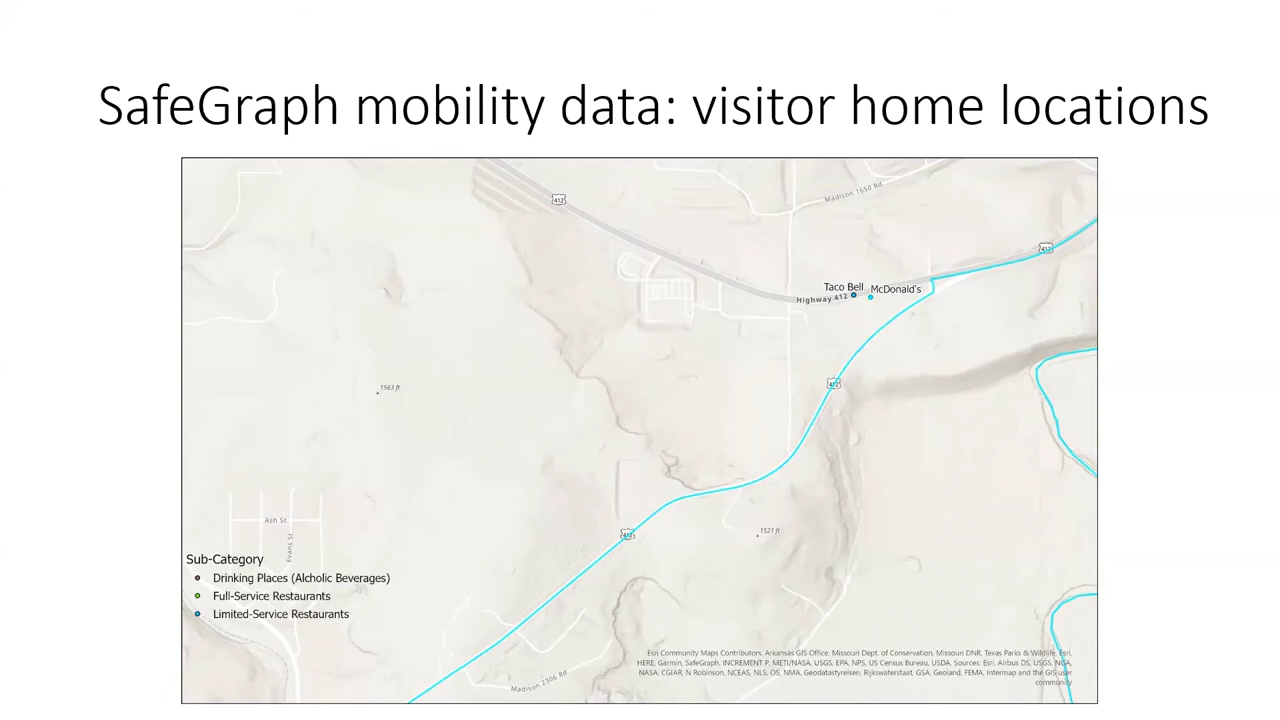 SafeGraph mobility data: visitor home locations
412
Madison 1650 Rd
412
Taco Bell
McDonald's
Highway 412
412
1563 ft
Ash St
Evans St
1521 ft
412
Sub-Category
Drinking Places (Alcholic Beverages)
Full-Service Restaurants
Limited-Service Restaurants
Madison 2306 Rd
Esri Community Maps Contributors, Arkansas GIS Office, Missouri Dept. of Conservation, Missouri DNR, Texas Parks & Wildlife, Esri,
HERE, Garmin, SafeGraph, INCREMENT P, METI/NASA, USGS, EPA, NPS, US Census Bureau, USDA, Sources: Esri, Airbus DS, USGS, NGA,
NASA, CGIAR, N Robinson, NCEAS, NLS, OS, NMA, Geodatastyrelsen, Rijkswaterstaat, GSA, Geoland, FEMA, Intermap and the GIS user
community